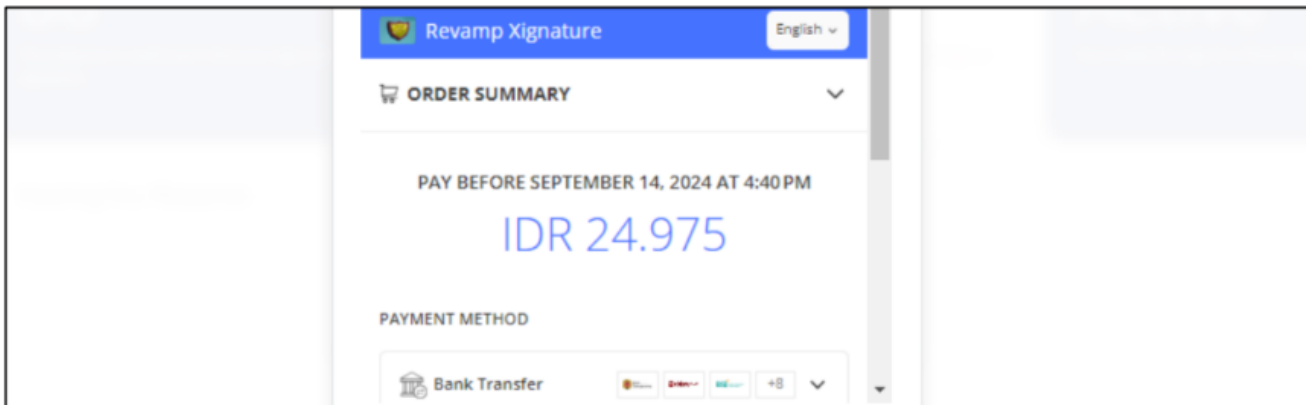 Revamp Xignature
English
ORDER SUMMARY
PAY BEFORE SEPTEMBER 14, 2024 AT 4:40 PM
IDR 24.975
PAYMENT METHOD
Bank Transfer +8